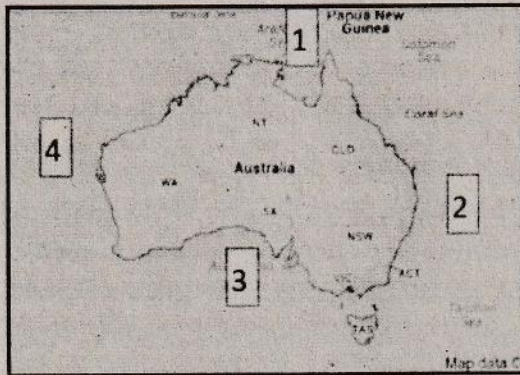 Papua New
Guinea
1
Solomon
Sea
Coral Sea
NT
QLD
4
Australia
WA
2
SA
NSW
3
VIC
ACT
Sea
TAS
Map data